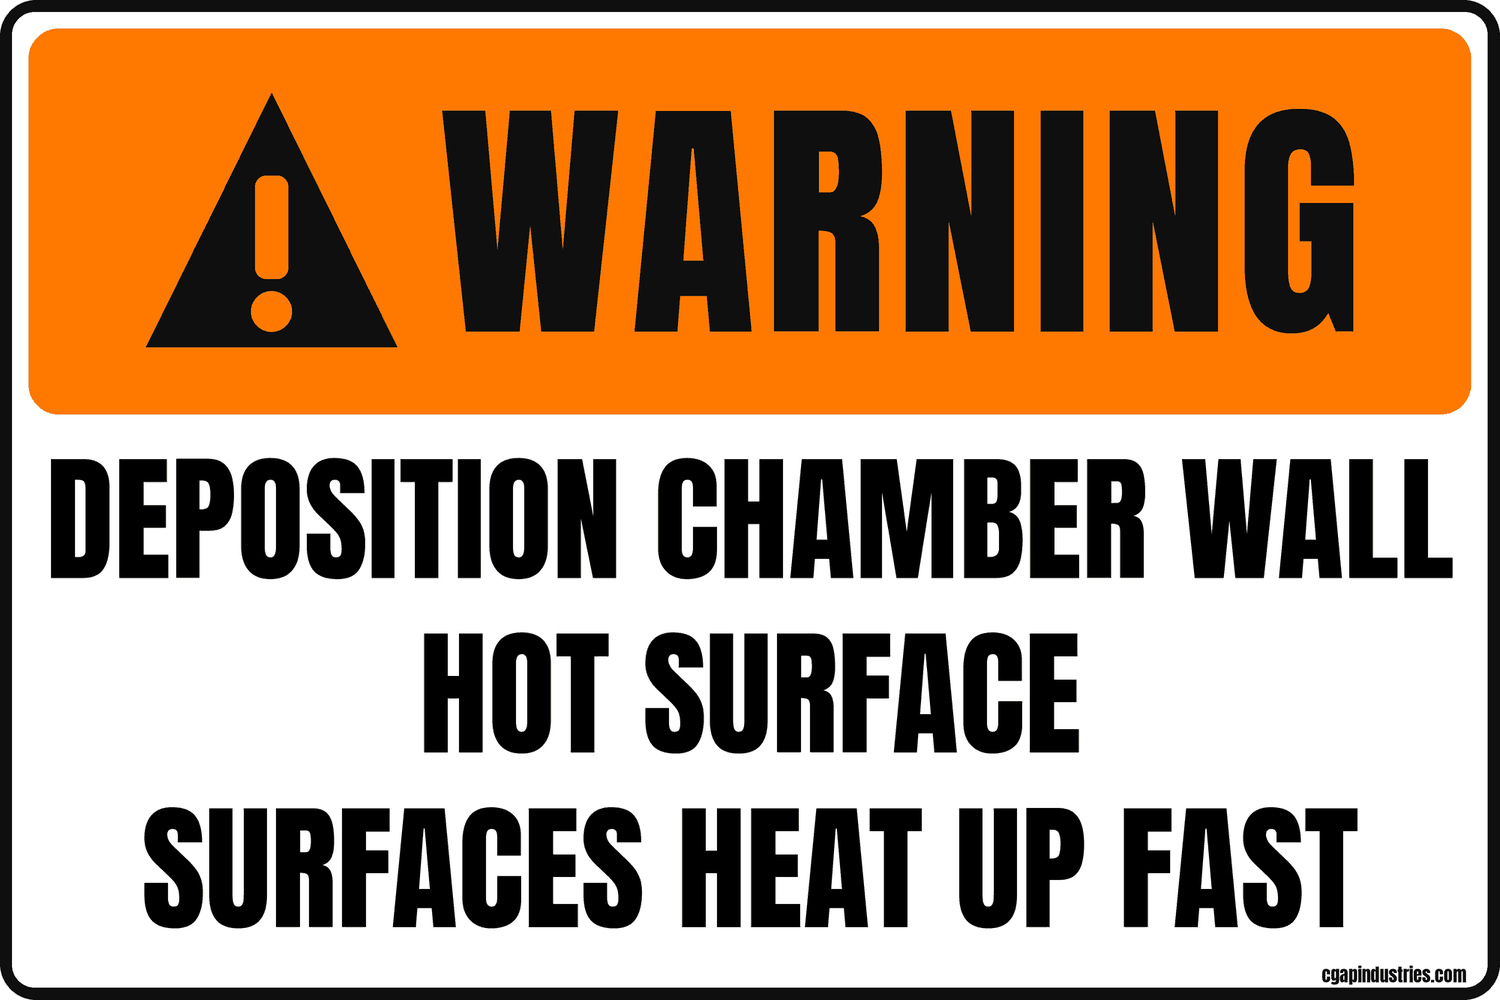 WARNING
DEPOSITION CHAMBER WALL
HOT SURFACE
SURFACES HEAT UP FAST
cgapindustries.com